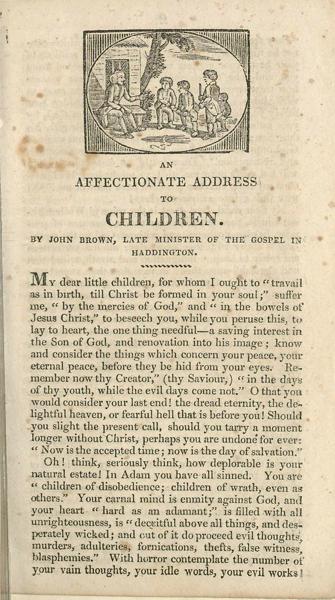 AN
AFFECTIONATE ADDRESS
TO
CHILDREN.
BY JOHN BROWN, LATE MINISTER OF THE GOSPEL IN
HADDINGTON.
MY dear little children, for whom I ought to "travail
as in birth, till Christ be formed in your soul;" suffer
me, "by the mercies of God," and "in the bowels of
Jesus Christ," to beseech you, while you peruse this, to
lay to heart, the one thing needful—a saving interest in
the Son of God, and renovation into his image; know
and consider the things which concern your peace, your
eternal peace, before they be hid from your eyes. Re-
member now thy Creator," (thy Saviour,) "in the days
of thy youth, while the evil days come not." O that you
would consider your last end! the dread eternity, the de-
lightful heaven, or fearful hell that is before you! Should
you slight the present call, should you tarry a moment
longer without Christ, perhaps you are undone for ever:
"Now is the accepted time; now is the day of salvation."
Oh! think, seriously think, how deplorable is your
natural estate! In Adam you have all sinned. You are
"children of disobedience; children of wrath, even as
others." Your carnal mind is enmity against God, and
your heart "hard as an adamant;" is filled with all
unrighteousness, is "deceitful above all things, and des-
perately wicked; and out of it do proceed evil thoughts,
murders, adulteries, fornications, thefts, false witness,
blasphemies." With horror contemplate the number of
your vain thoughts, your idle words, your evil works!